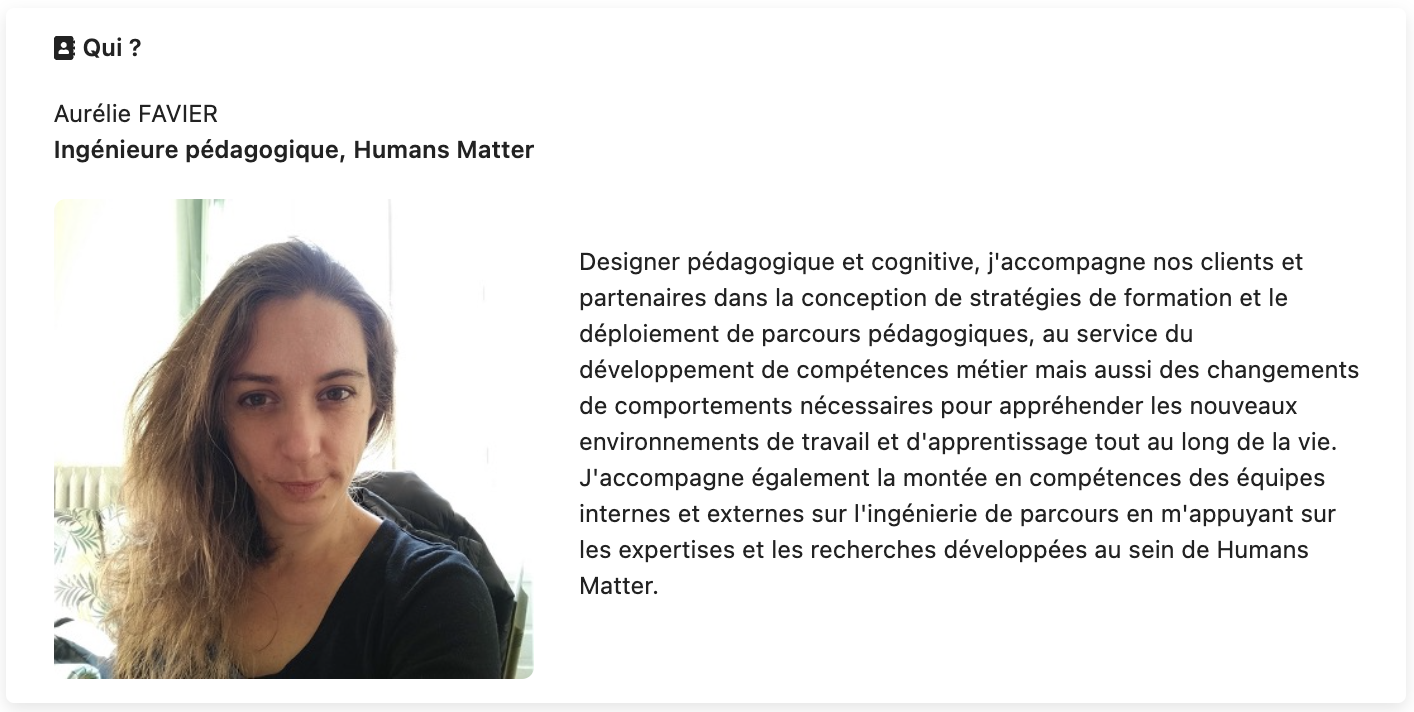 Qui ?
Aurélie FAVIER
Ingénieure pédagogique, Humans Matter
Designer pédagogique et cognitive, j'accompagne nos clients et
partenaires dans la conception de stratégies de formation et le
déploiement de parcours pédagogiques, au service du
développement de compétences métier mais aussi des changements
de comportements nécessaires pour appréhender les nouveaux
environnements de travail et d'apprentissage tout au long de la vie.
J'accompagne également la montée en compétences des équipes
internes et externes sur l'ingénierie de parcours en m'appuyant sur
les expertises et les recherches développées au sein de Humans
Matter.